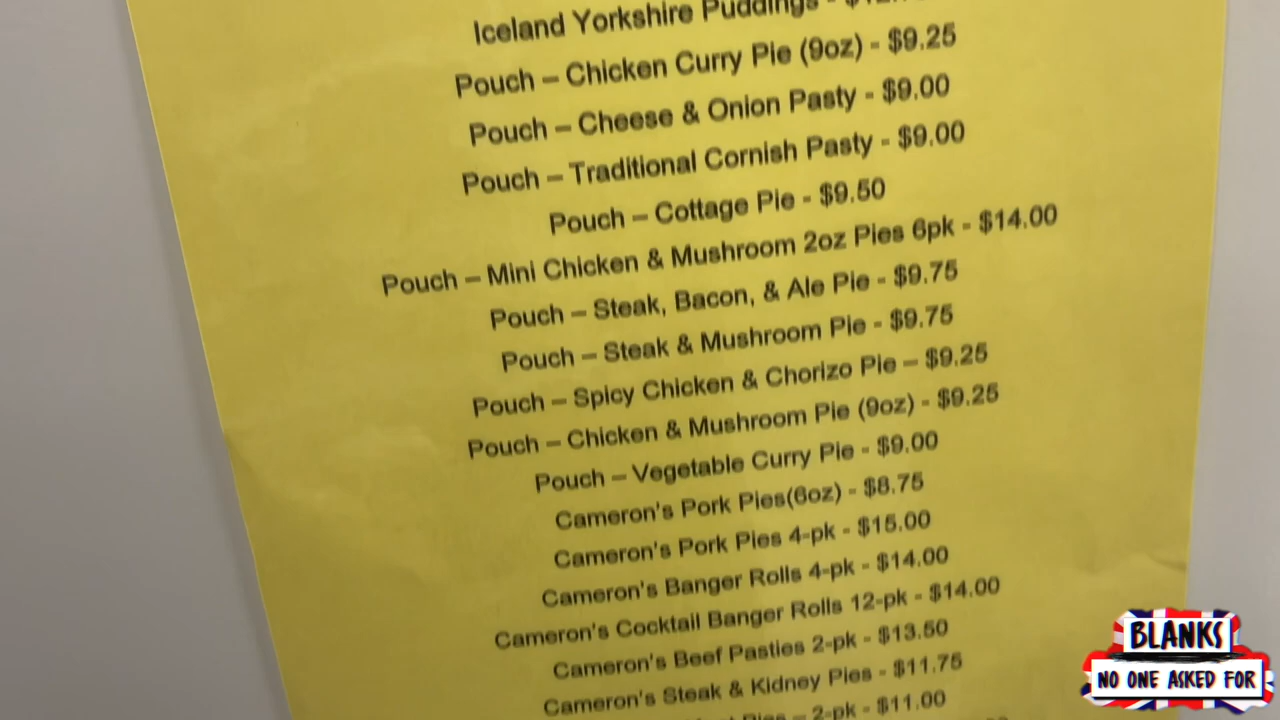 Iceland Yorkshire Puddings -
Pouch – Chicken Curry Pie (9oz) - $9.25
Pouch – Cheese & Onion Pasty - $9.00
Pouch – Traditional Cornish Pasty - $9.00
Pouch – Cottage Pie - $9.50
Pouch – Mini Chicken & Mushroom 2oz Pies 6pk - $14.00
Pouch – Steak, Bacon, & Ale Pie - $9.75
Pouch – Steak & Mushroom Pie - $9.75
Pouch – Spicy Chicken & Chorizo Pie – $9.25
Pouch – Chicken & Mushroom Pie (9oz) - $9.25
Pouch – Vegetable Curry Pie - $9.00
Cameron's Pork Pies(6oz) - $8.75
Cameron's Pork Pies 4-pk - $15.00
Cameron's Banger Rolls 4-pk - $14.00
Cameron's Cocktail Banger Rolls 12-pk - $14.00
Cameron's Beef Pasties 2-pk - $13.50
Cameron's Steak & Kidney Pies - $11.75
Pies – 2-pk - $11.00
BLANKS
NO ONE ASKED FOR